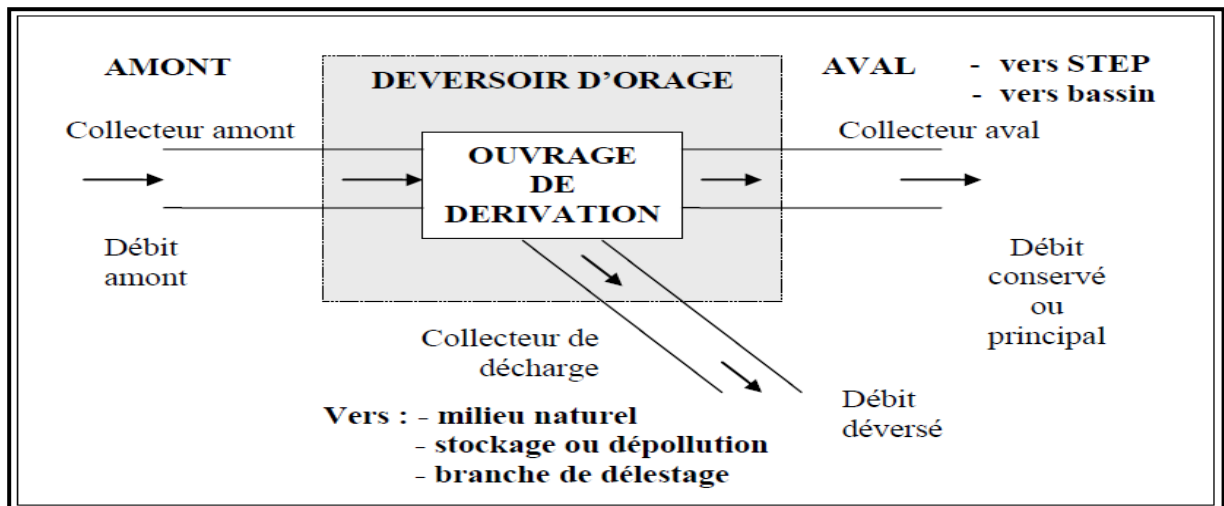 AMONT
DEVERSOIR D'ORAGE
AVAL - vers STEP
- vers bassin
Collecteur amont
Collecteur aval
OUVRAGE
DE
DERIVATION
Débit
amont
Débit
conservé
ou
principal
Collecteur de
décharge
Débit
déversé
Vers : - milieu naturel
- stockage ou dépollution
- branche de délestage